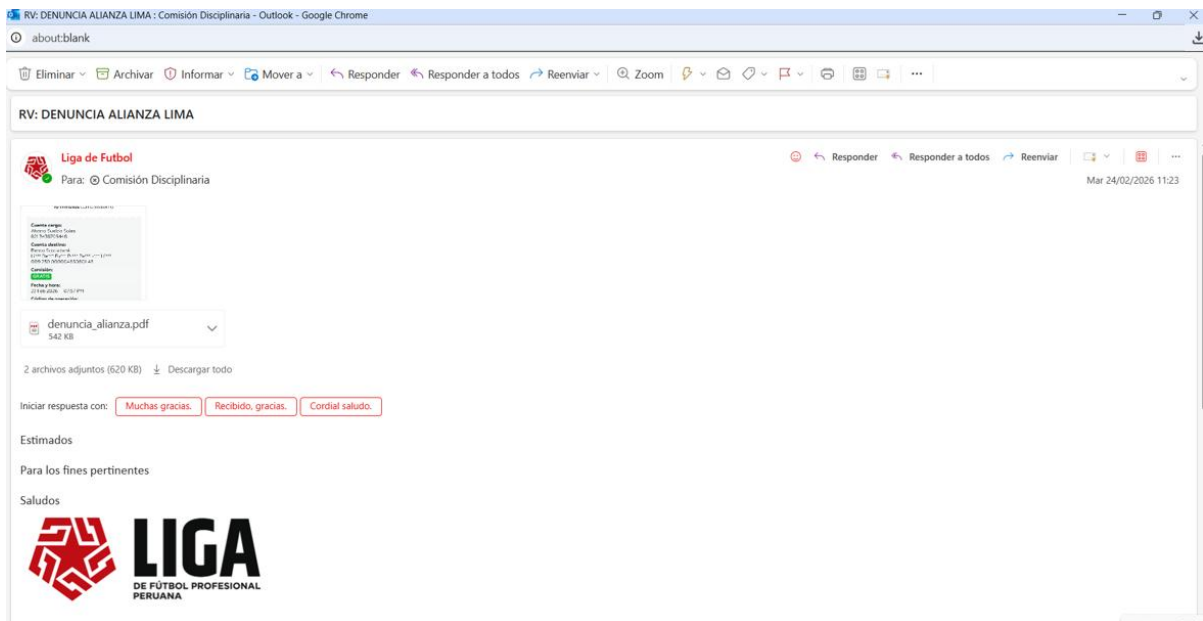 RV: DENUNCIA ALIANZA LIMA : Comisión Disciplinaria - Outlook - Google Chrome
about:blank
Eliminar Archivar Informar Mover a Responder Responder a todos Reenviar Zoom
RV: DENUNCIA ALIANZA LIMA
Liga de Futbol
Responder Responder a todos Reenviar
Para: Comisión Disciplinaria
Mar 24/02/2026 11:23
Cuenta cargo:
Cuenta destino:
Comisión:
GRATIS
Fecha y hora:
Código de operación:
denuncia_alianza.pdf
542 KB
2 archivos adjuntos (620 KB) Descargar todo
Iniciar respuesta con: Muchas gracias. Recibido, gracias. Cordial saludo.
Estimados
Para los fines pertinentes
Saludos
LIGA
DE FÚTBOL PROFESIONAL
PERUANA